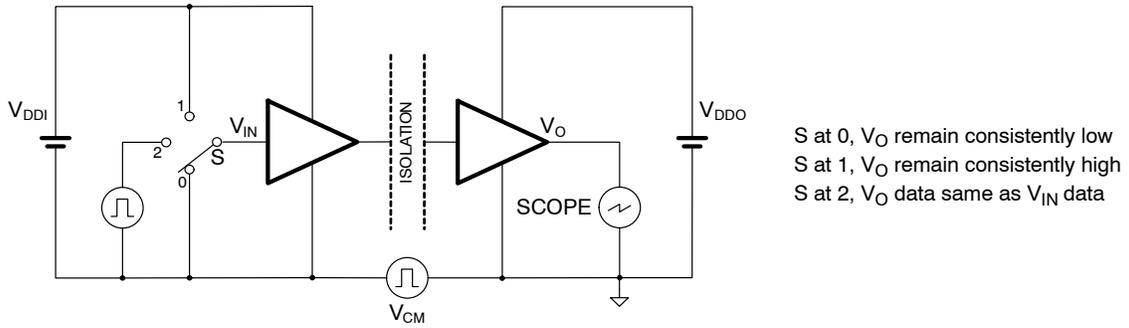 V_DDI
1
2
0
S
V_IN
ISOLATION
V_O
SCOPE
V_DDO
V_CM
S at 0, V_O remain consistently low
S at 1, V_O remain consistently high
S at 2, V_O data same as V_IN data